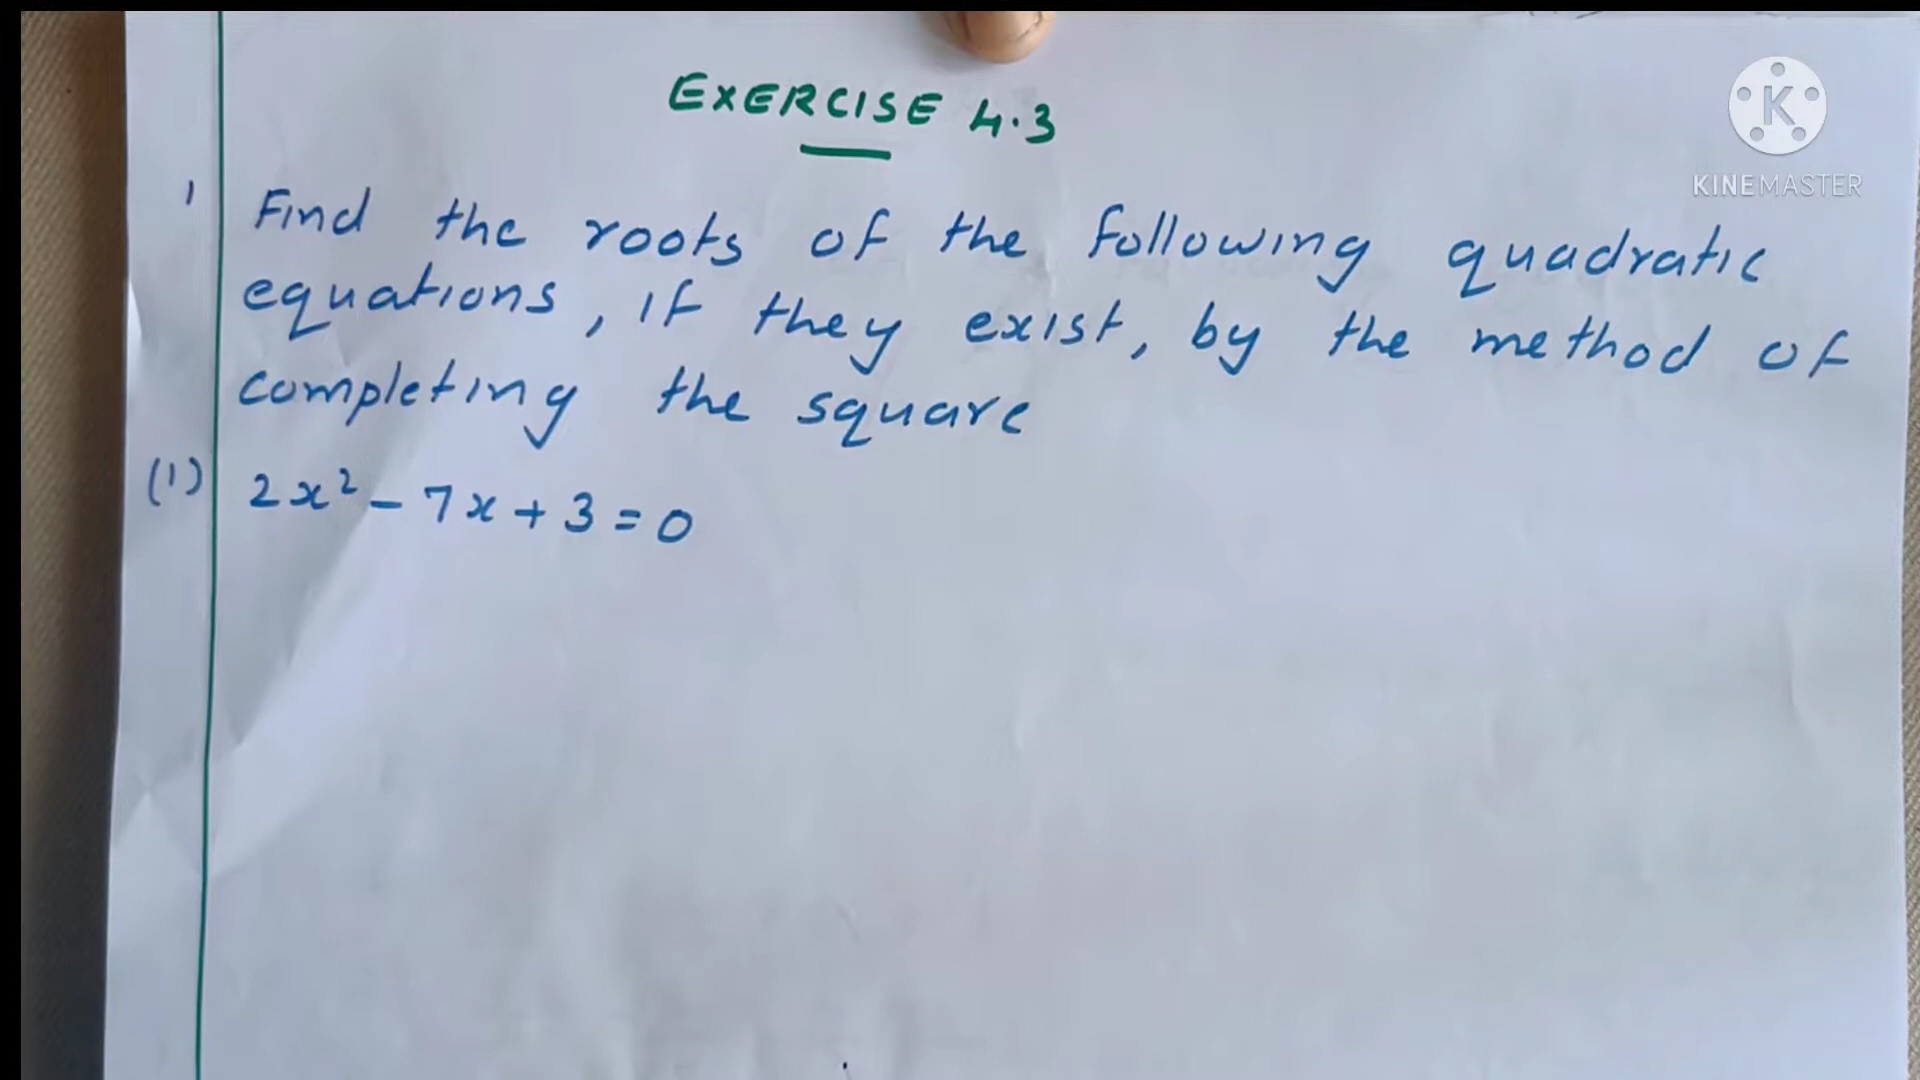 EXERCISE 4.3
KINEMASTER
1 Find the roots of the following quadratic
equations, if they exist, by the method of
completing the square
(1) 2x² - 7x + 3 = 0